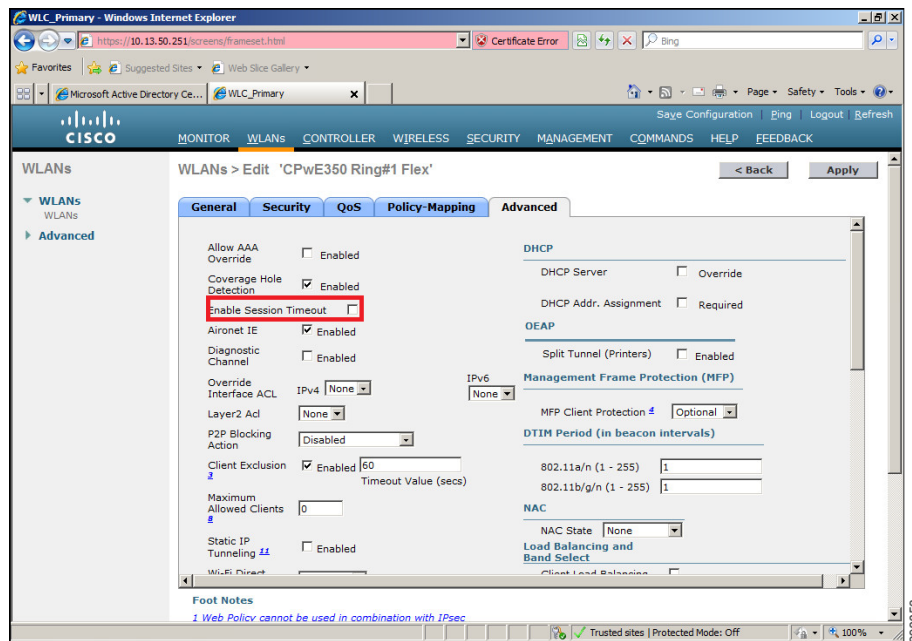 WLC_Primary - Windows Internet Explorer
https://10.13.50.251/screens/frameset.html
Certificate Error
Bing
Favorites
Suggested Sites
Web Slice Gallery
Microsoft Active Directory Ce...
WLC_Primary
Page
Safety
Tools
Save Configuration
Ping
Logout
Refresh
CISCO
MONITOR
WLANs
CONTROLLER
WIRELESS
SECURITY
MANAGEMENT
COMMANDS
HELP
FEEDBACK
WLANs
WLANs
WLANs
Advanced
WLANs > Edit 'CPwE350 Ring#1 Flex'
< Back
Apply
General
Security
QoS
Policy-Mapping
Advanced
Allow AAA
Override
Enabled
Coverage Hole
Detection
Enabled
Enable Session Timeout
Aironet IE
Enabled
Diagnostic
Channel
Enabled
Override
Interface ACL
IPv4
None
IPv6
None
Layer2 Acl
None
P2P Blocking
Action
Disabled
Client Exclusion
3
Enabled
60
Timeout Value (secs)
Maximum
Allowed Clients
8
0
Static IP
Tunneling 11
Enabled
Wi-Fi Direct
DHCP
DHCP Server
Override
DHCP Addr. Assignment
Required
OEAP
Split Tunnel (Printers)
Enabled
Management Frame Protection (MFP)
MFP Client Protection 4
Optional
DTIM Period (in beacon intervals)
802.11a/n (1 - 255)
1
802.11b/g/n (1 - 255)
1
NAC
NAC State
None
Load Balancing and
Band Select
Client Load Balancing
Foot Notes
1 Web Policy cannot be used in combination with IPsec
Trusted sites | Protected Mode: Off
100%